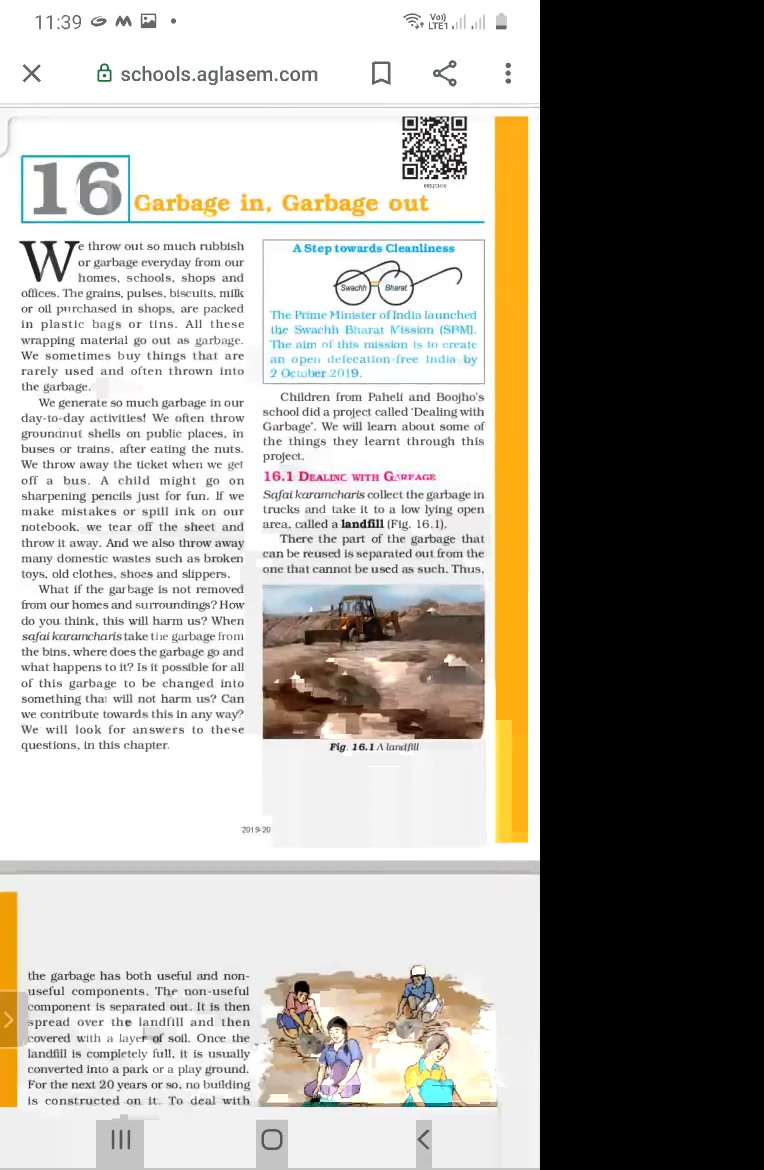 11:39
Vo)
LTE1
schools.aglasem.com
16
Garbage in, Garbage out
We throw out so much rubbish
or garbage everyday from our
homes, schools, shops and
offices. The grains, pulses, biscuits, milk
or oil purchased in shops, are packed
in plastic bags or tins. All these
wrapping material go out as garbage.
We sometimes buy things that are
rarely used and often thrown into
the garbage.
We generate so much garbage in our
day-to-day activities! We often throw
groundnut shells on public places, in
buses or trains, after eating the nuts.
We throw away the ticket when we get
off a bus. A child might go on
sharpening pencils just for fun. If we
make mistakes or spill ink on our
notebook, we tear off the sheet and
throw it away. And we also throw away
many domestic wastes such as broken
toys, old clothes, shoes and slippers.
What if the garbage is not removed
from our homes and surroundings? How
do you think, this will harm us? When
safai karamcharis take the garbage from
the bins, where does the garbage go and
what happens to it? Is it possible for all
of this garbage to be changed into
something that will not harm us? Can
we contribute towards this in any way?
We will look for answers to these
questions, in this chapter.
A Step towards Cleanliness
Swachh Bharat
The Prime Minister of India launched
the Swachh Bharat Mission (SBM).
The aim of this mission is to create
an open defecation-free India by
2 October 2019.
Children from Paheli and Boojho's
school did a project called 'Dealing with
Garbage'. We will learn about some of
the things they learnt through this
project.
16.1 DEALING WITH GARBAGE
Safai karamcharis collect the garbage in
trucks and take it to a low lying open
area, called a landfill (Fig. 16.1).
There the part of the garbage that
can be reused is separated out from the
one that cannot be used as such. Thus,
Fig. 16.1 A landfill
2019-20
the garbage has both useful and non-
useful components. The non-useful
component is separated out. It is then
spread over the landfill and then
covered with a layer of soil. Once the
landfill is completely full, it is usually
converted into a park or a play ground.
For the next 20 years or so, no building
is constructed on it. To deal with